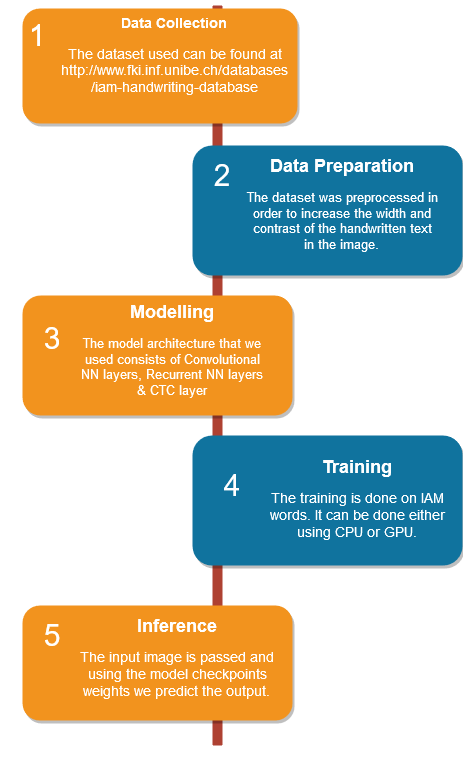 1
Data Collection
The dataset used can be found at
http://www.fki.inf.unibe.ch/databases
/iam-handwriting-database
2
Data Preparation
The dataset was preprocessed in
order to increase the width and
contrast of the handwritten text
in the image.
3
Modelling
The model architecture that we
used consists of Convolutional
NN layers, Recurrent NN layers
& CTC layer
4
Training
The training is done on IAM
words. It can be done either
using CPU or GPU.
5
Inference
The input image is passed and
using the model checkpoints
weights we predict the output.